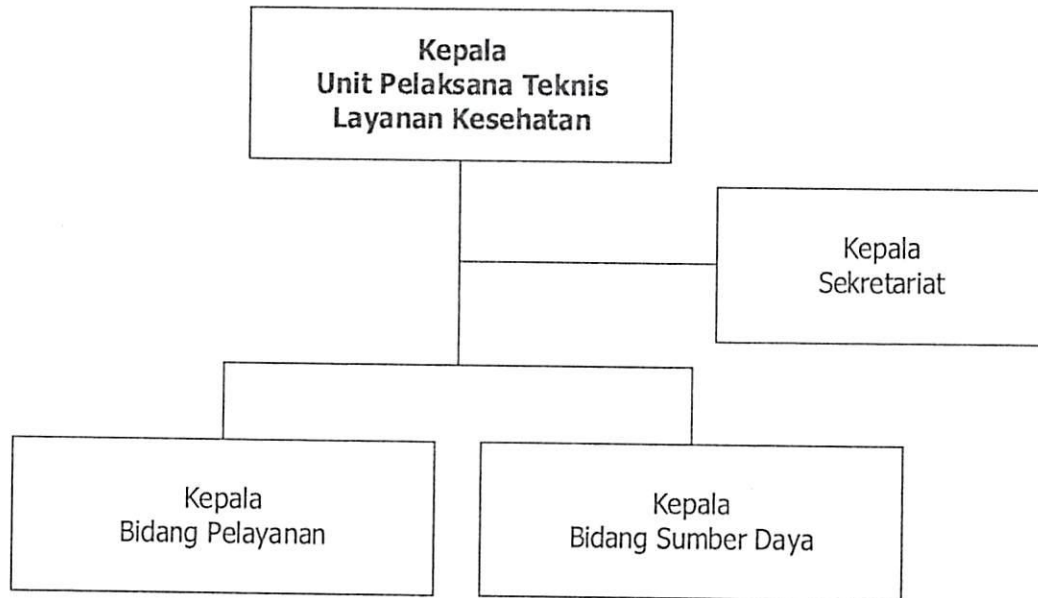 Kepala
Unit Pelaksana Teknis
Layanan Kesehatan
Kepala
Sekretariat
Kepala
Bidang Pelayanan
Kepala
Bidang Sumber Daya